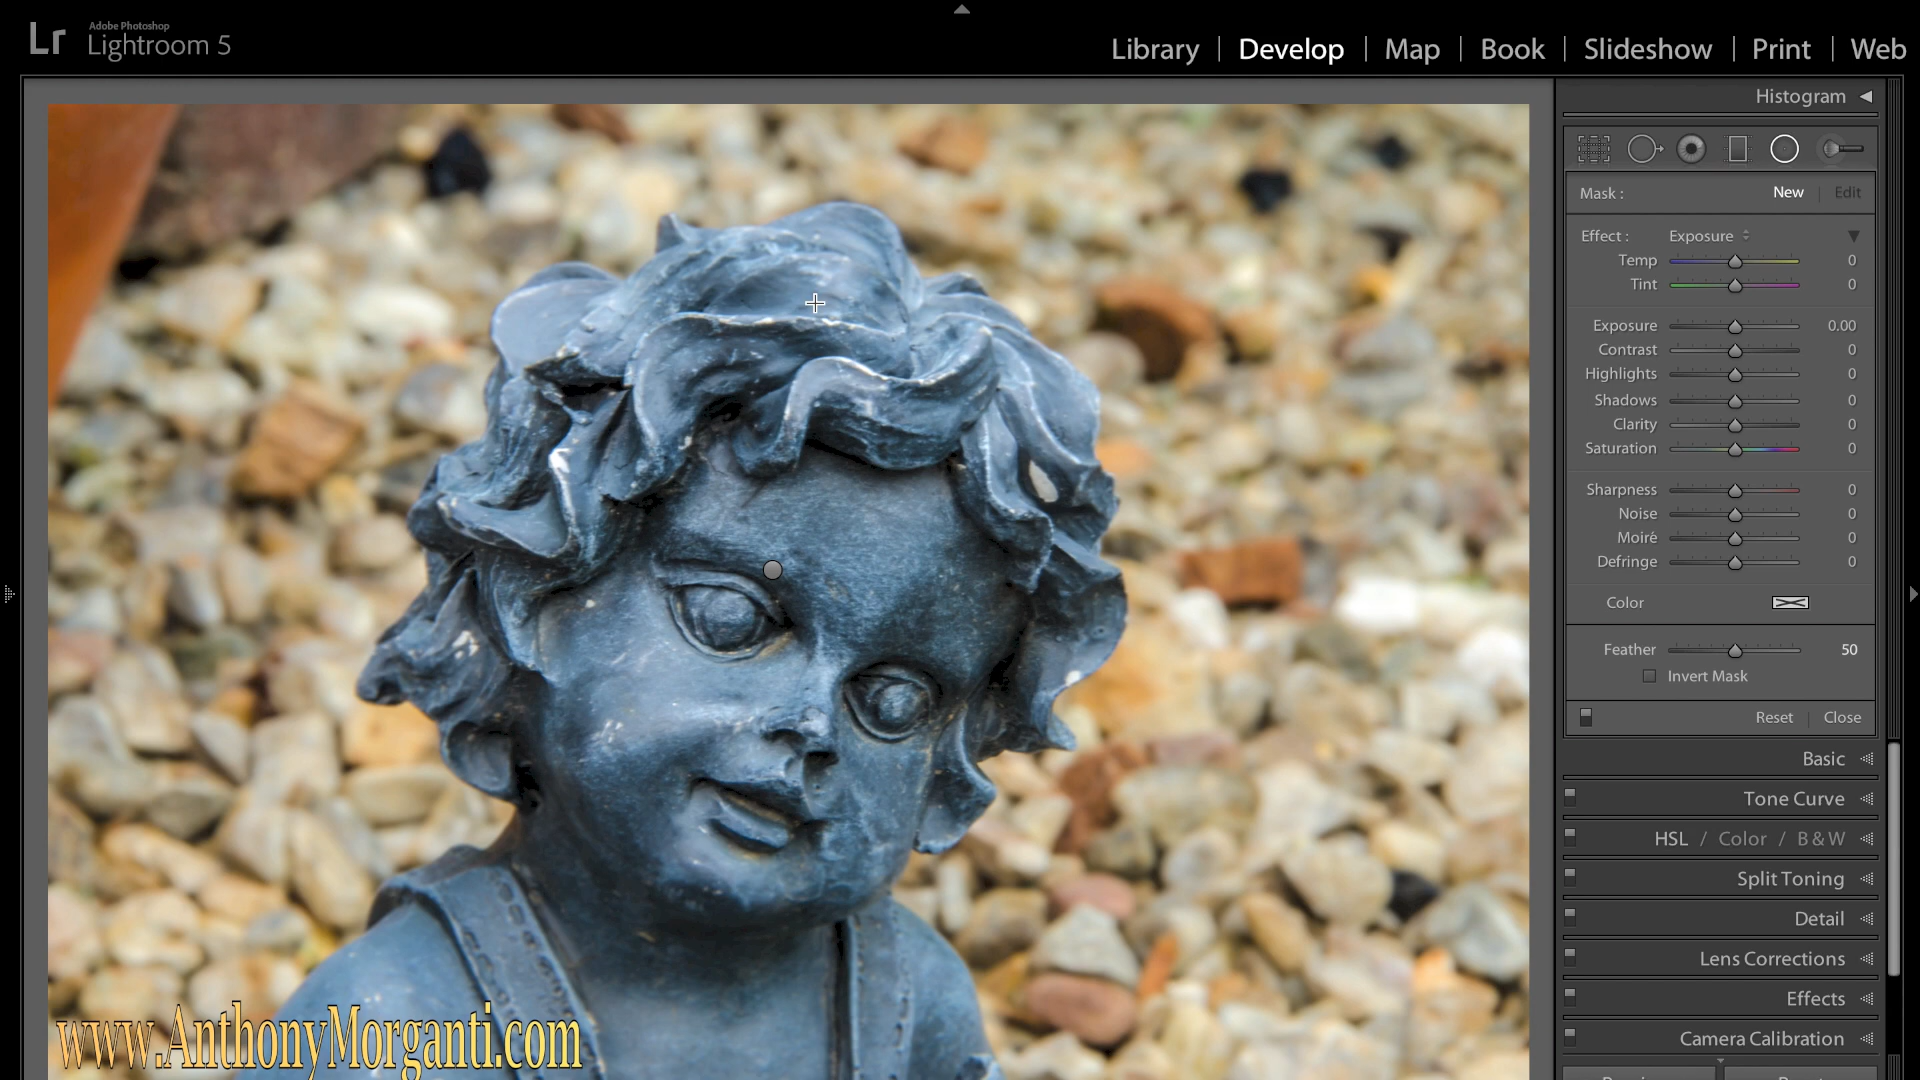 Lr
Adobe Photoshop
Lightroom 5
Library | Develop | Map | Book | Slideshow | Print | Web
Histogram
Mask : New | Edit
Effect : Exposure
Temp 0
Tint 0
Exposure 0.00
Contrast 0
Highlights 0
Shadows 0
Clarity 0
Saturation 0
Sharpness 0
Noise 0
Moiré 0
Defringe 0
Color
Feather 50
Invert Mask
Reset | Close
Basic
Tone Curve
HSL / Color / B & W
Split Toning
Detail
Lens Corrections
Effects
Camera Calibration
www.AnthonyMorganti.com